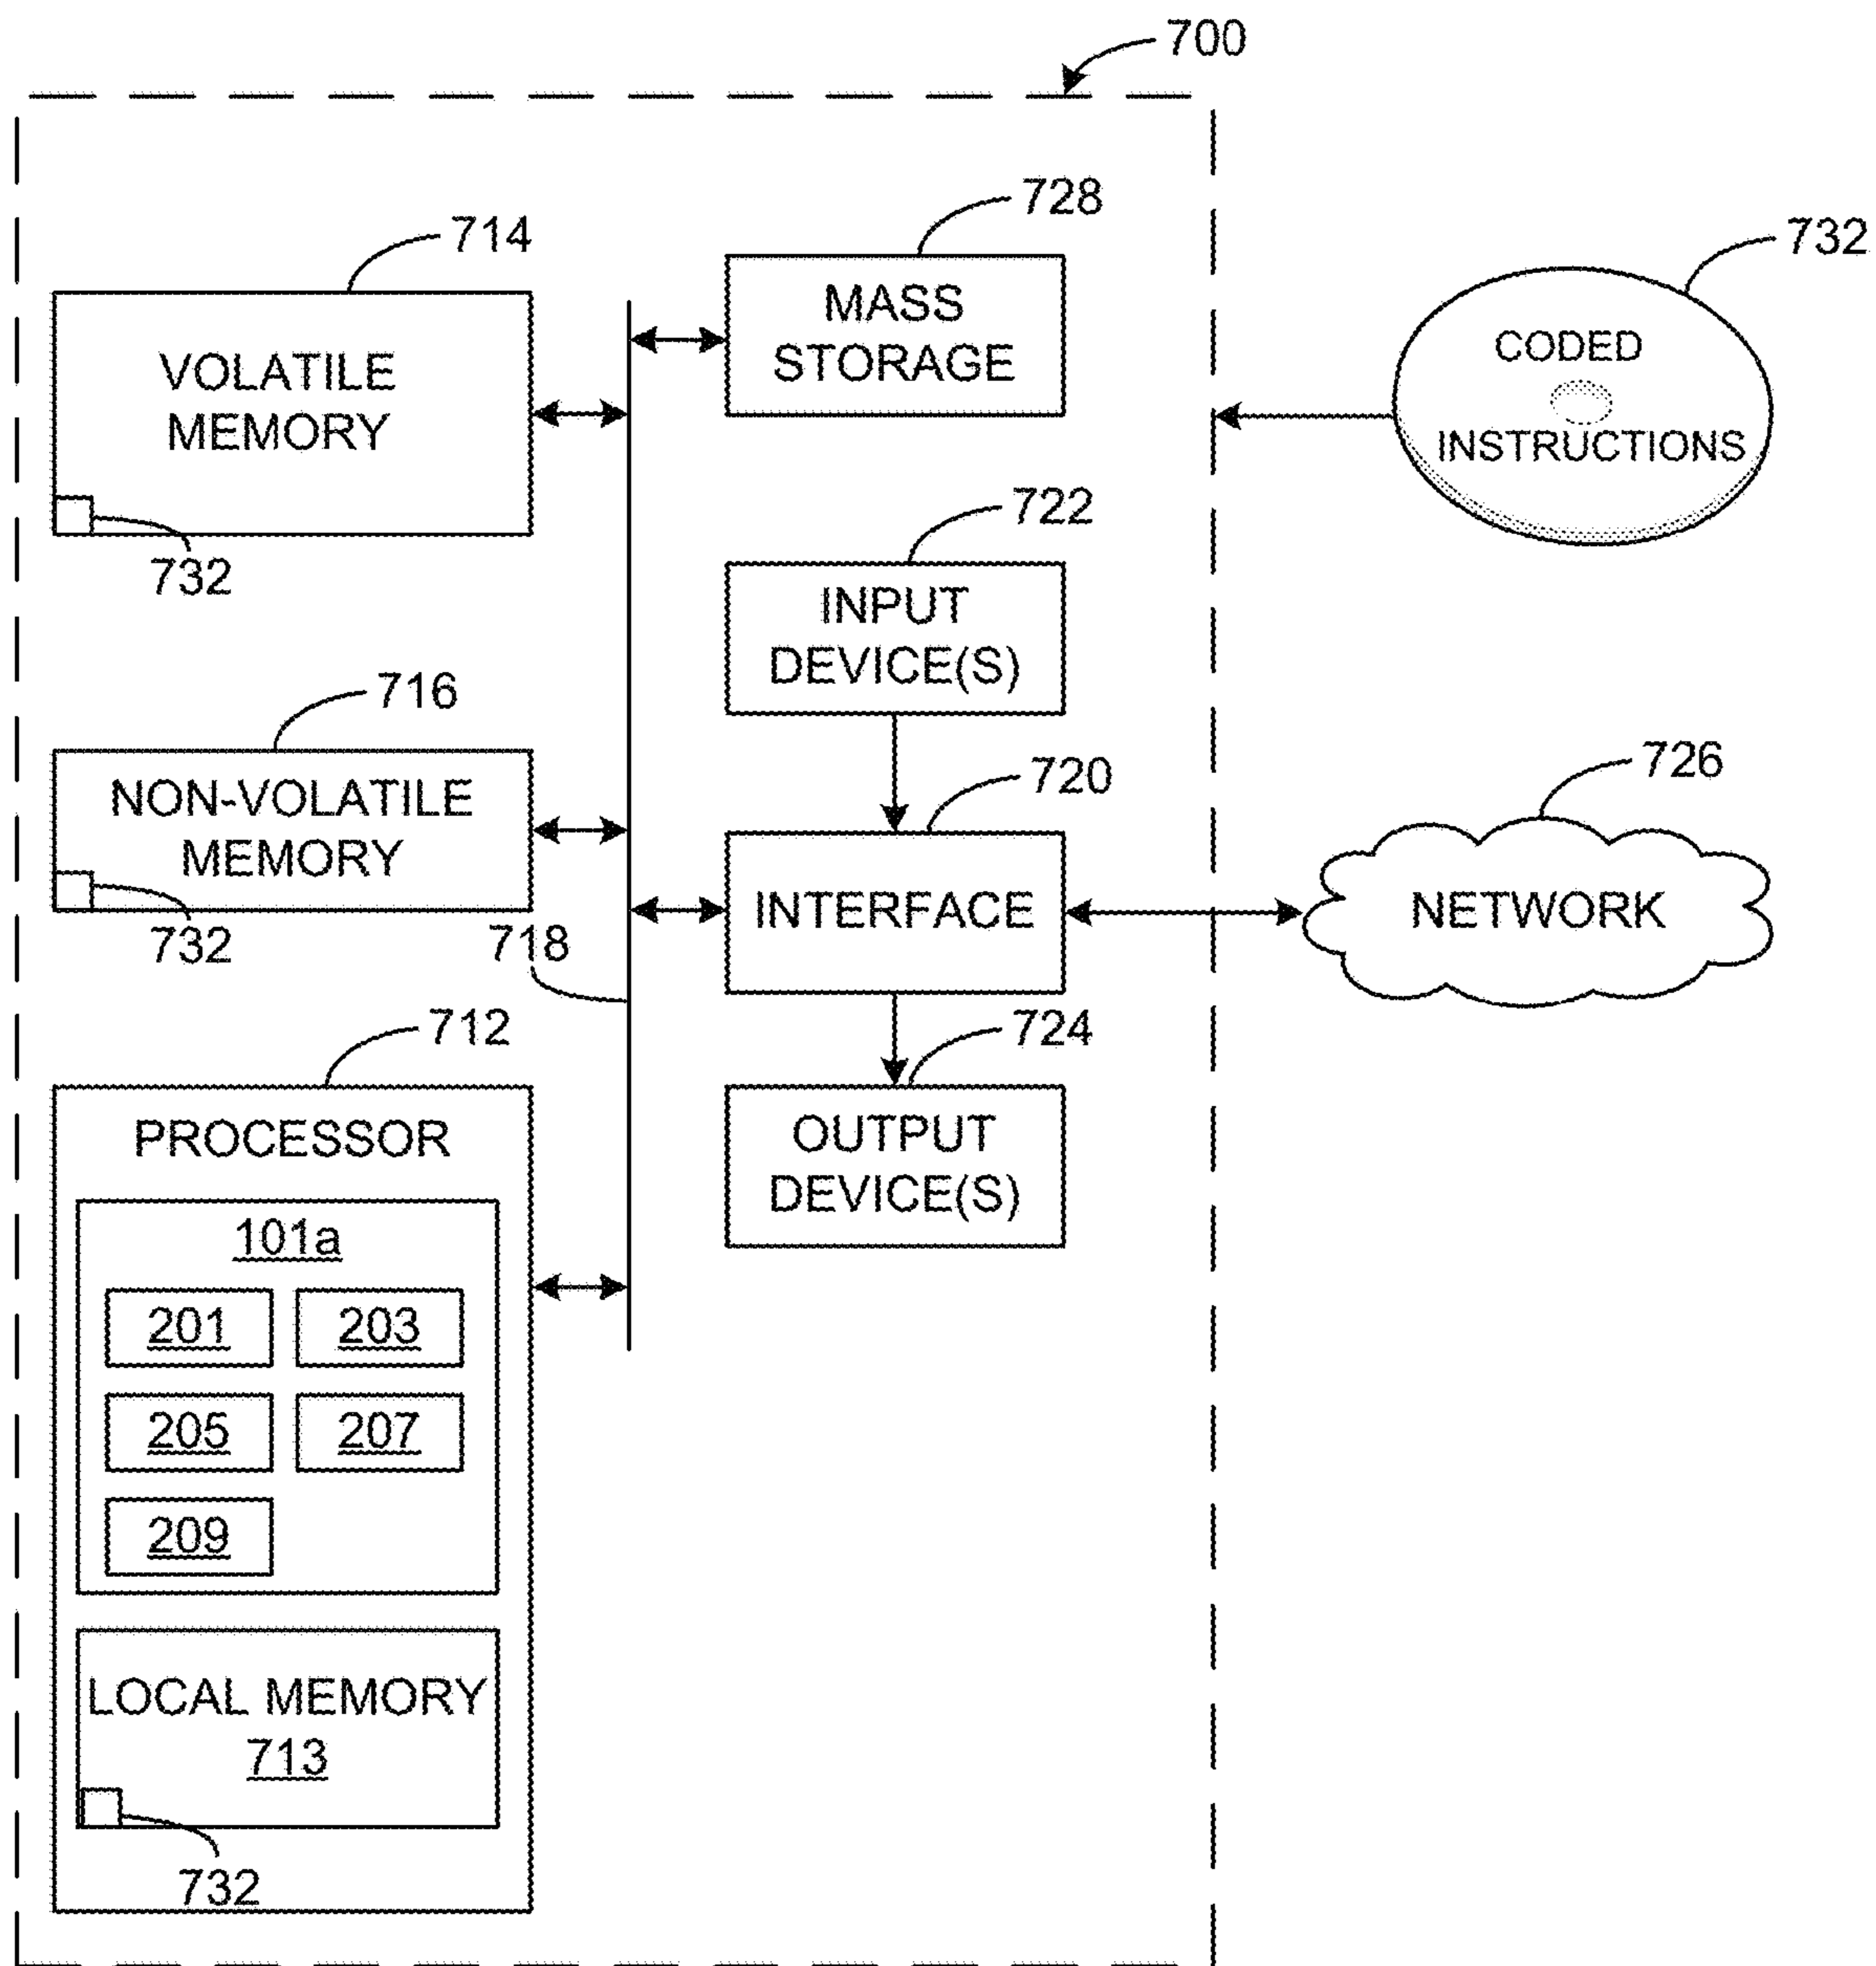 700
714
728
732
VOLATILE
MEMORY
MASS
STORAGE
CODED
INSTRUCTIONS
732
722
INPUT
DEVICE(S)
716
720
726
NON-VOLATILE
MEMORY
INTERFACE
NETWORK
732
718
712
724
PROCESSOR
OUTPUT
DEVICE(S)
101a
201
203
205
207
209
LOCAL MEMORY
713
732